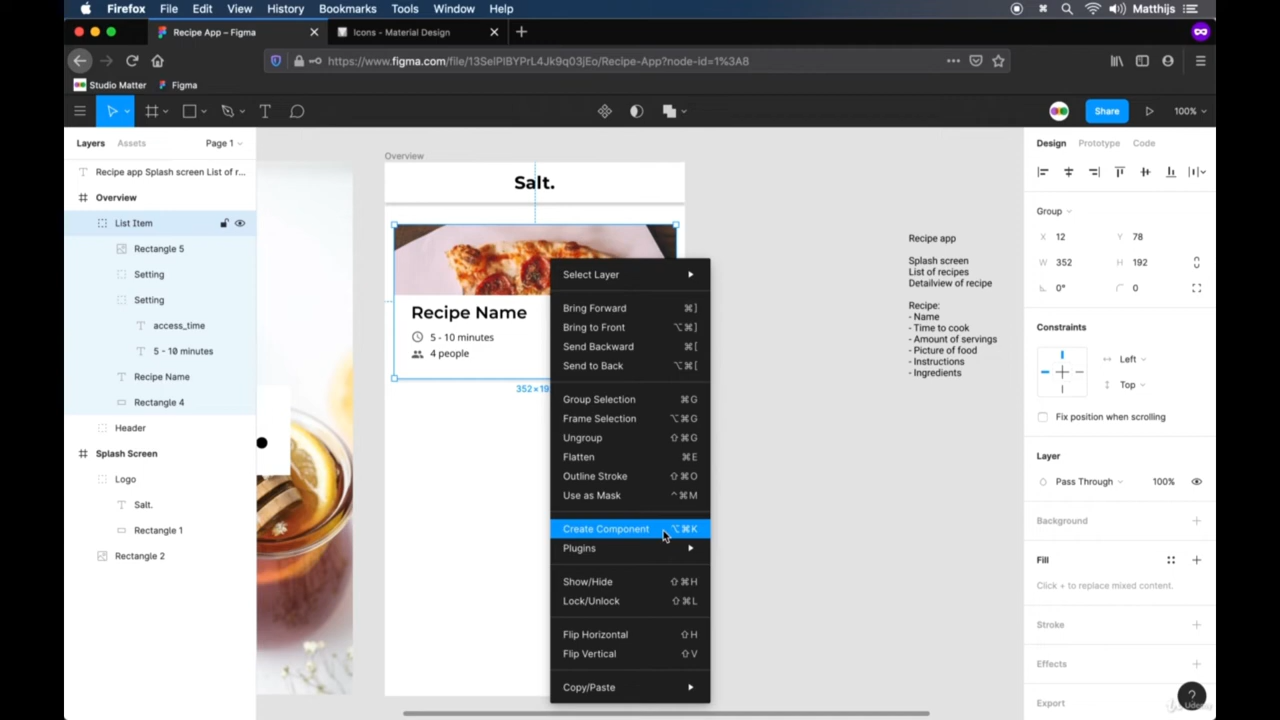 Firefox File Edit View History Bookmarks Tools Window Help Matthijs
Recipe App – Figma
Icons - Material Design
https://www.figma.com/file/13SelPlBYPrL4Jk9q03jEo/Recipe-App?node-id=1%3A8
Studio Matter Figma
Share 100%
Layers Assets Page 1
Recipe app Splash screen List of r...
Overview
List Item
Rectangle 5
Setting
Setting
access_time
5 - 10 minutes
Recipe Name
Rectangle 4
Header
Splash Screen
Logo
Salt.
Rectangle 1
Rectangle 2
Overview
Salt.
Recipe Name
5 - 10 minutes
4 people
352 × 19
Select Layer
Bring Forward ⌘]
Bring to Front ⌥⌘]
Send Backward ⌘[
Send to Back ⌥⌘[
Group Selection ⌘G
Frame Selection ⌥⌘G
Ungroup ⇧⌘G
Flatten ⌘E
Outline Stroke ⇧⌘O
Use as Mask ^⌘M
Create Component ⌥⌘K
Plugins
Show/Hide ⇧⌘H
Lock/Unlock ⇧⌘L
Flip Horizontal ⇧H
Flip Vertical ⇧V
Copy/Paste
Recipe app
Splash screen
List of recipes
Detailview of recipe
Recipe:
- Name
- Time to cook
- Amount of servings
- Picture of food
- Instructions
- Ingredients
Design Prototype Code
Group
X 12 Y 78
W 352 H 192
0° 0
Constraints
Left
Top
Fix position when scrolling
Layer
Pass Through 100%
Background
Fill
Click + to replace mixed content.
Stroke
Effects
Export
?
Udemy